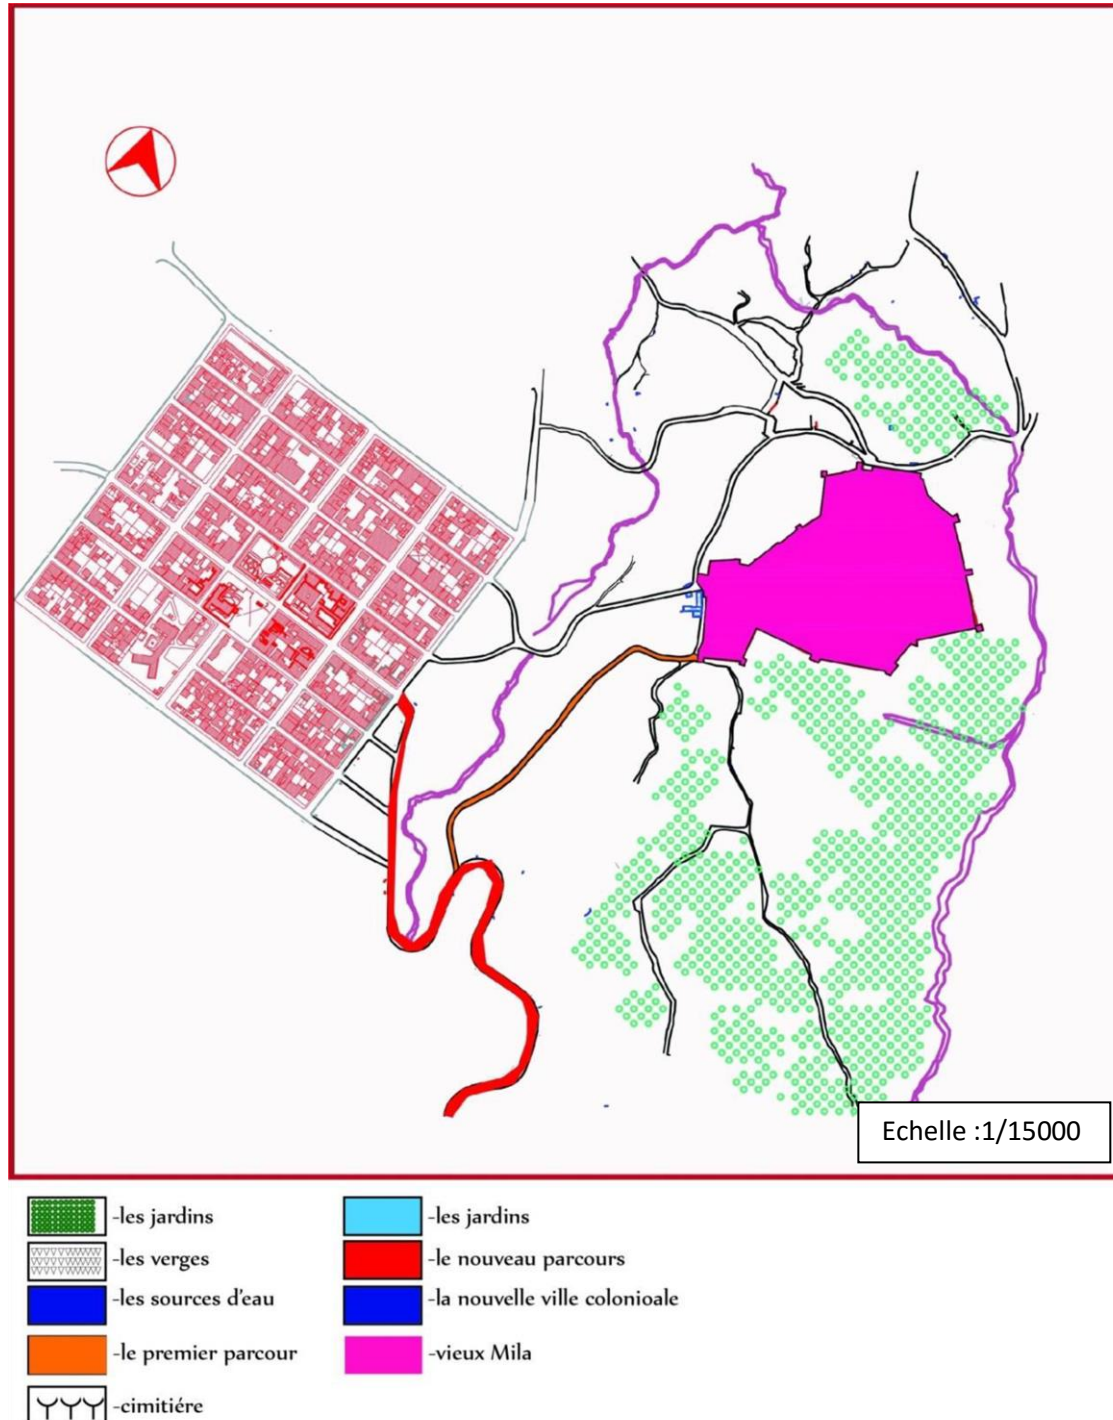 Echelle :1/15000
-les jardins
-les verges
-les sources d'eau
-le premier parcour
-cimitiére
-les jardins
-le nouveau parcours
-la nouvelle ville colonioale
-vieux Mila